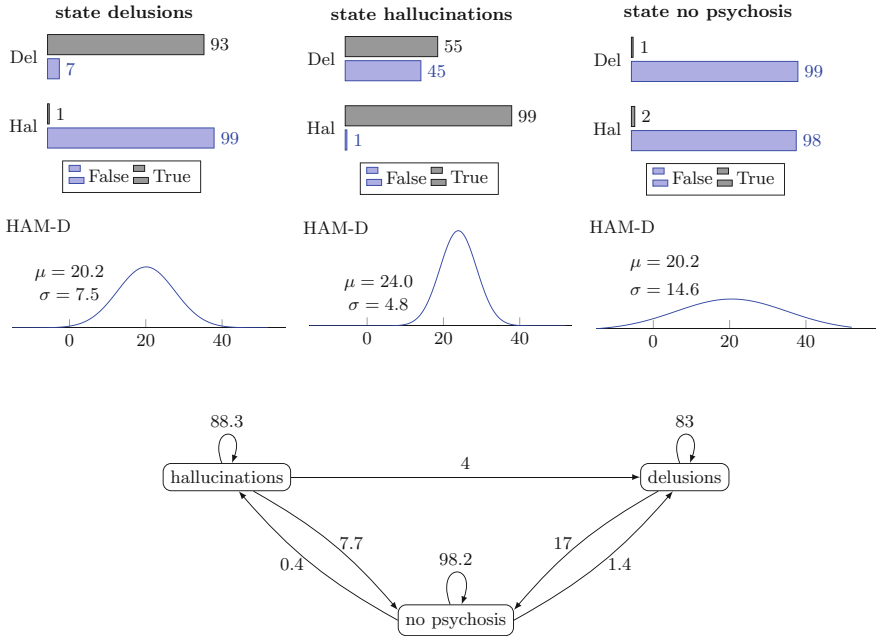 state delusions
Del
93
7
Hal
1
99
False True
HAM-D
μ = 20.2
σ = 7.5
0 20 40
state hallucinations
Del
55
45
Hal
99
1
False True
HAM-D
μ = 24.0
σ = 4.8
0 20 40
state no psychosis
Del
1
99
Hal
2
98
False True
HAM-D
μ = 20.2
σ = 14.6
0 20 40
88.3
83
hallucinations
4
delusions
7.7
17
0.4
98.2
1.4
no psychosis